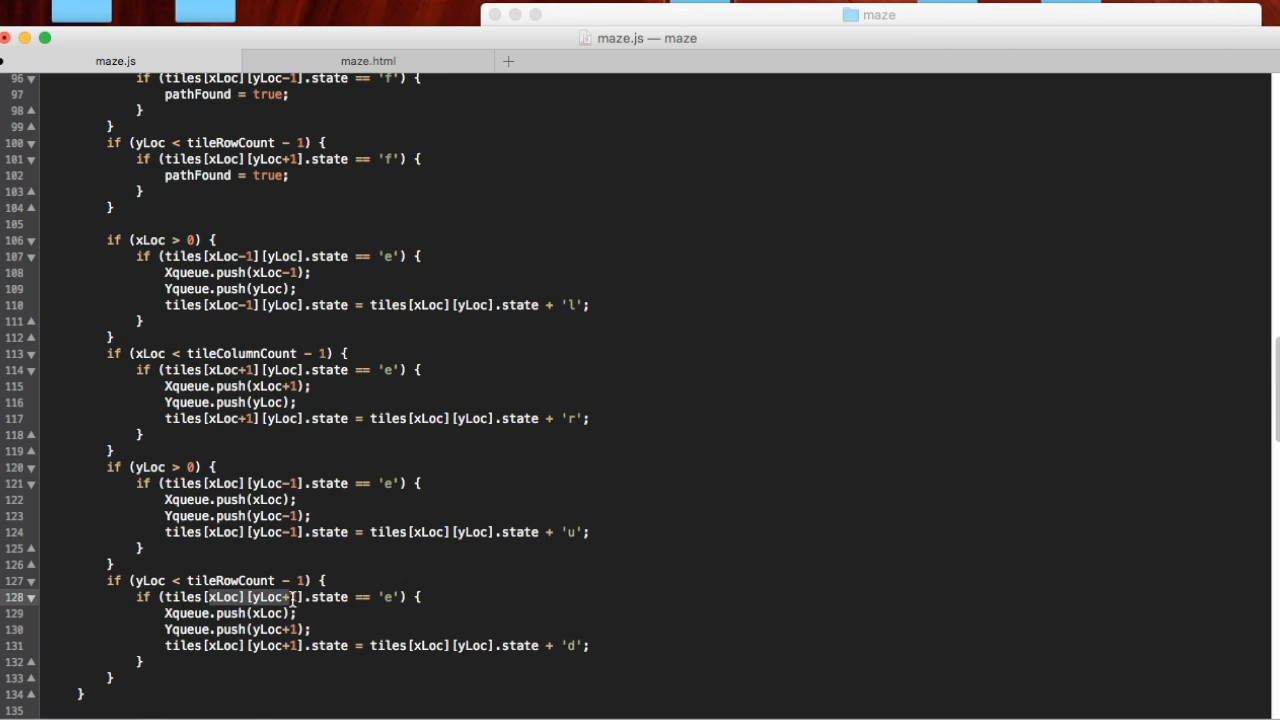 maze
maze.js — maze
maze.js maze.html +
96 if (tiles[xLoc][yLoc-1].state == 'f') {
97 pathFound = true;
98 }
99 }
100 if (yLoc < tileRowCount - 1) {
101 if (tiles[xLoc][yLoc+1].state == 'f') {
102 pathFound = true;
103 }
104 }
105
106 if (xLoc > 0) {
107 if (tiles[xLoc-1][yLoc].state == 'e') {
108 Xqueue.push(xLoc-1);
109 Yqueue.push(yLoc);
110 tiles[xLoc-1][yLoc].state = tiles[xLoc][yLoc].state + 'l';
111 }
112 }
113 if (xLoc < tileColumnCount - 1) {
114 if (tiles[xLoc+1][yLoc].state == 'e') {
115 Xqueue.push(xLoc+1);
116 Yqueue.push(yLoc);
117 tiles[xLoc+1][yLoc].state = tiles[xLoc][yLoc].state + 'r';
118 }
119 }
120 if (yLoc > 0) {
121 if (tiles[xLoc][yLoc-1].state == 'e') {
122 Xqueue.push(xLoc);
123 Yqueue.push(yLoc-1);
124 tiles[xLoc][yLoc-1].state = tiles[xLoc][yLoc].state + 'u';
125 }
126 }
127 if (yLoc < tileRowCount - 1) {
128 if (tiles[xLoc][yLoc+1].state == 'e') {
129 Xqueue.push(xLoc);
130 Yqueue.push(yLoc+1);
131 tiles[xLoc][yLoc+1].state = tiles[xLoc][yLoc].state + 'd';
132 }
133 }
134 }
135